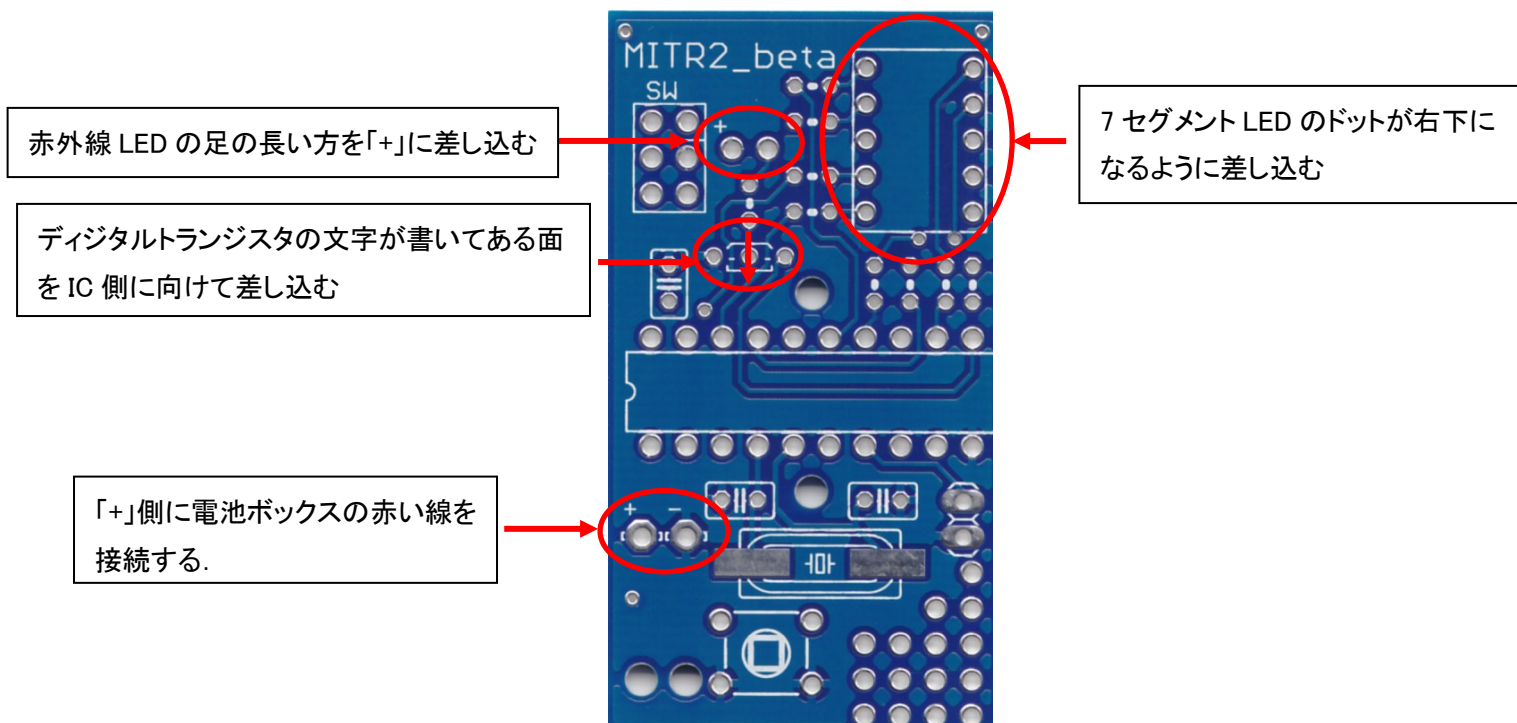 MITR2_beta
SW
+
赤外線 LED の足の長い方を「+」に差し込む
7 セグメント LED のドットが右下に
なるように差し込む
ディジタルトランジスタの文字が書いてある面
を IC 側に向けて差し込む
「+」側に電池ボックスの赤い線を
接続する.
+ -